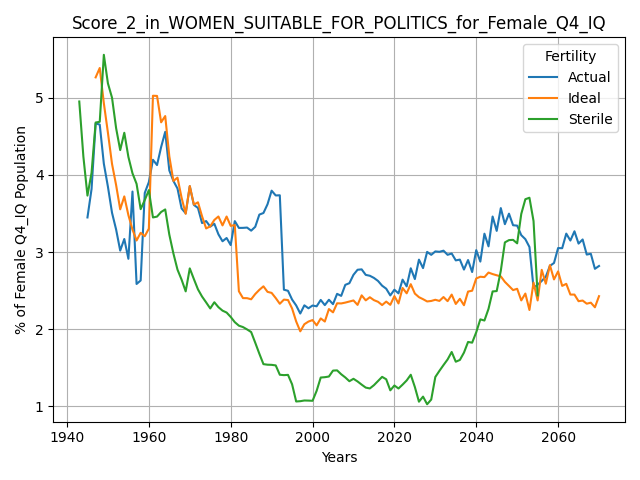 Score_2_in_WOMEN_SUITABLE_FOR_POLITICS_for_Female_Q4_IQ
Fertility
Actual
Ideal
Sterile
% of Female Q4_IQ Population
5
4
3
2
1
1940 1960 1980 2000 2020 2040 2060
Years